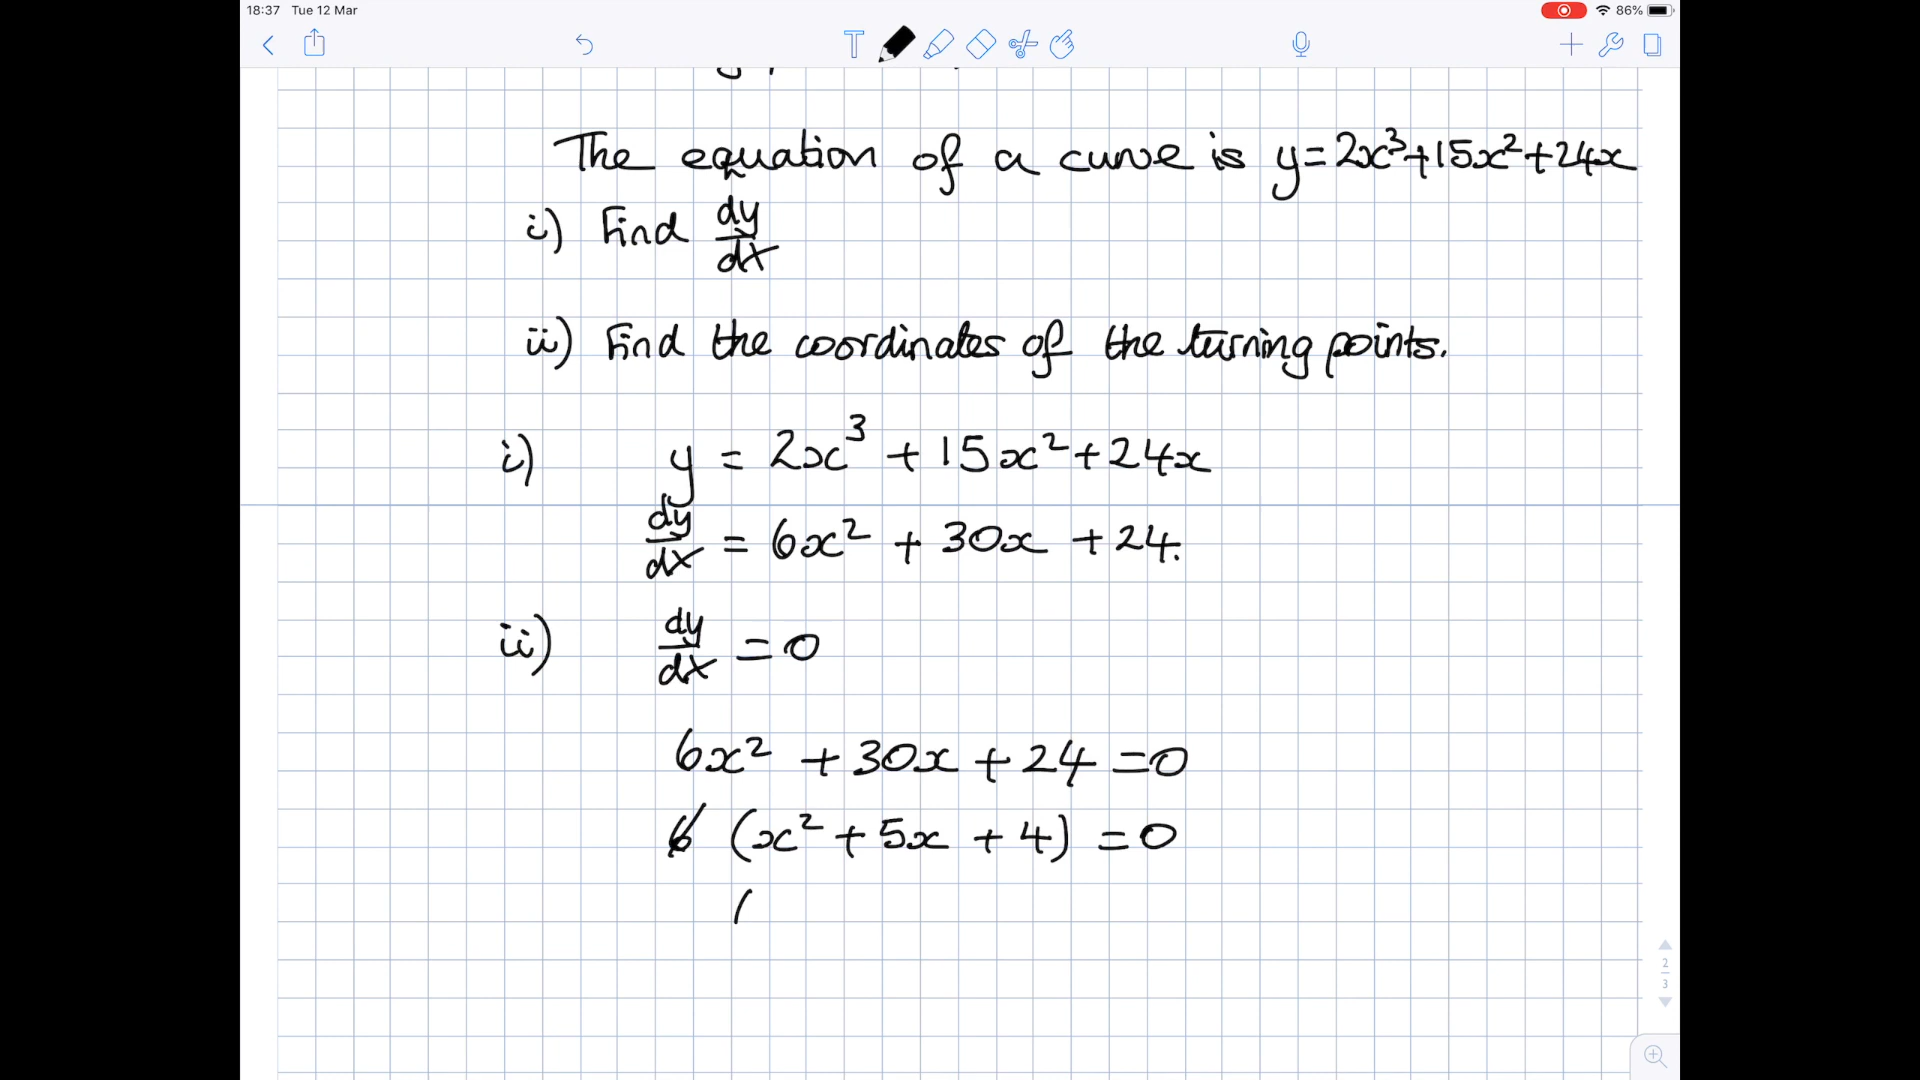 18:37 Tue 12 Mar
86%
T
The equation of a curve is y=2x³+15x²+24x
i) Find dy/dx
ii) Find the coordinates of the turning points.
i) y = 2x³ + 15x² + 24x
dy/dx = 6x² + 30x + 24.
ii) dy/dx = 0
6x² + 30x + 24 = 0
6 (x² + 5x + 4) = 0
(
2
3